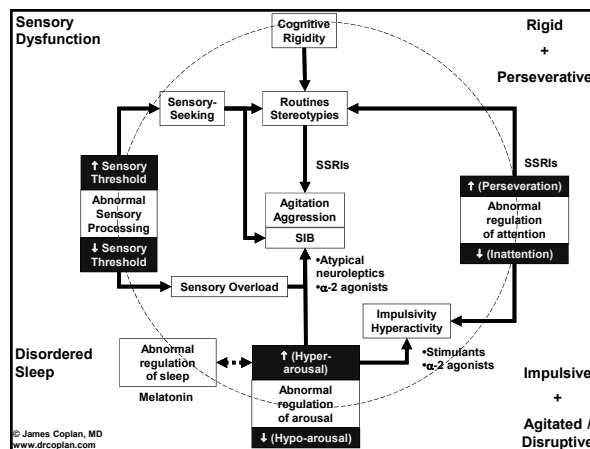 Sensory
Dysfunction
Cognitive
Rigidity
Rigid
+
Perseverative
Sensory-
Seeking
Routines
Stereotypies
SSRIs
SSRIs
↑ Sensory
Threshold
Abnormal
Sensory
Processing
↓ Sensory
Threshold
Agitation
Aggression
SIB
↑ (Perseveration)
Abnormal
regulation
of attention
↓ (Inattention)
•Atypical
neuroleptics
•α-2 agonists
Sensory Overload
Impulsivity
Hyperactivity
Disordered
Sleep
Abnormal
regulation
of sleep
Melatonin
↑ (Hyper-
arousal)
Abnormal
regulation
of arousal
↓ (Hypo-arousal)
•Stimulants
•α-2 agonists
Impulsive
+
Agitated /
Disruptive
© James Coplan, MD
www.drcoplan.com